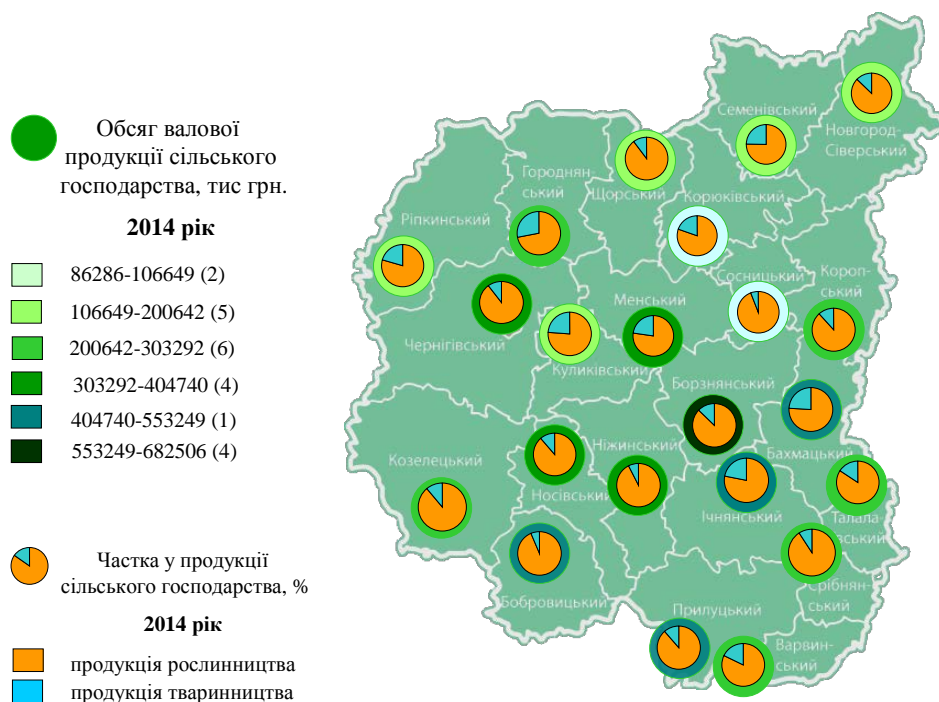 Обсяг валової
продукції сільського
господарства, тис грн.
2014 рік
86286-106649 (2)
106649-200642 (5)
200642-303292 (6)
303292-404740 (4)
404740-553249 (1)
553249-682506 (4)
Частка у продукції
сільського господарства, %
2014 рік
продукція рослинництва
продукція тваринництва
Семенівський
Новгород-
Сіверський
Городнян-
ський
Щорський
Корюківський
Ріпкинський
Сосницький
Короп-
ський
Менський
Чернігівський
Куликівський
Борзнянський
Бахмацький
Козелецький
Ніжинський
Носівський
Ічнянський
Талала-
ївський
Срібнян-
ський
Бобровицький
Прилуцький
Варвин-
ський